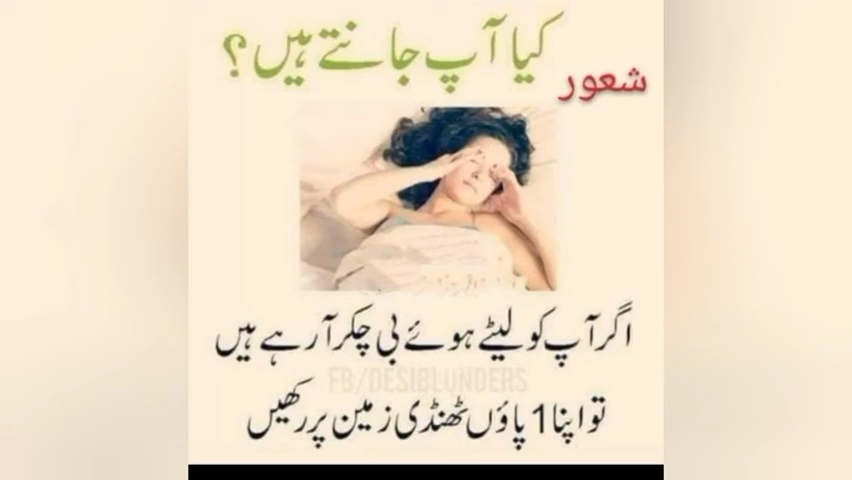 کیا آپ جانتے ہیں؟
شعور
اگر آپ کو لیٹے ہوئے بی چکر آ رہے ہیں
FB/DESIBLUNDERS
تو اپنا 1 پاؤں ٹھنڈی زمین پر رکھیں